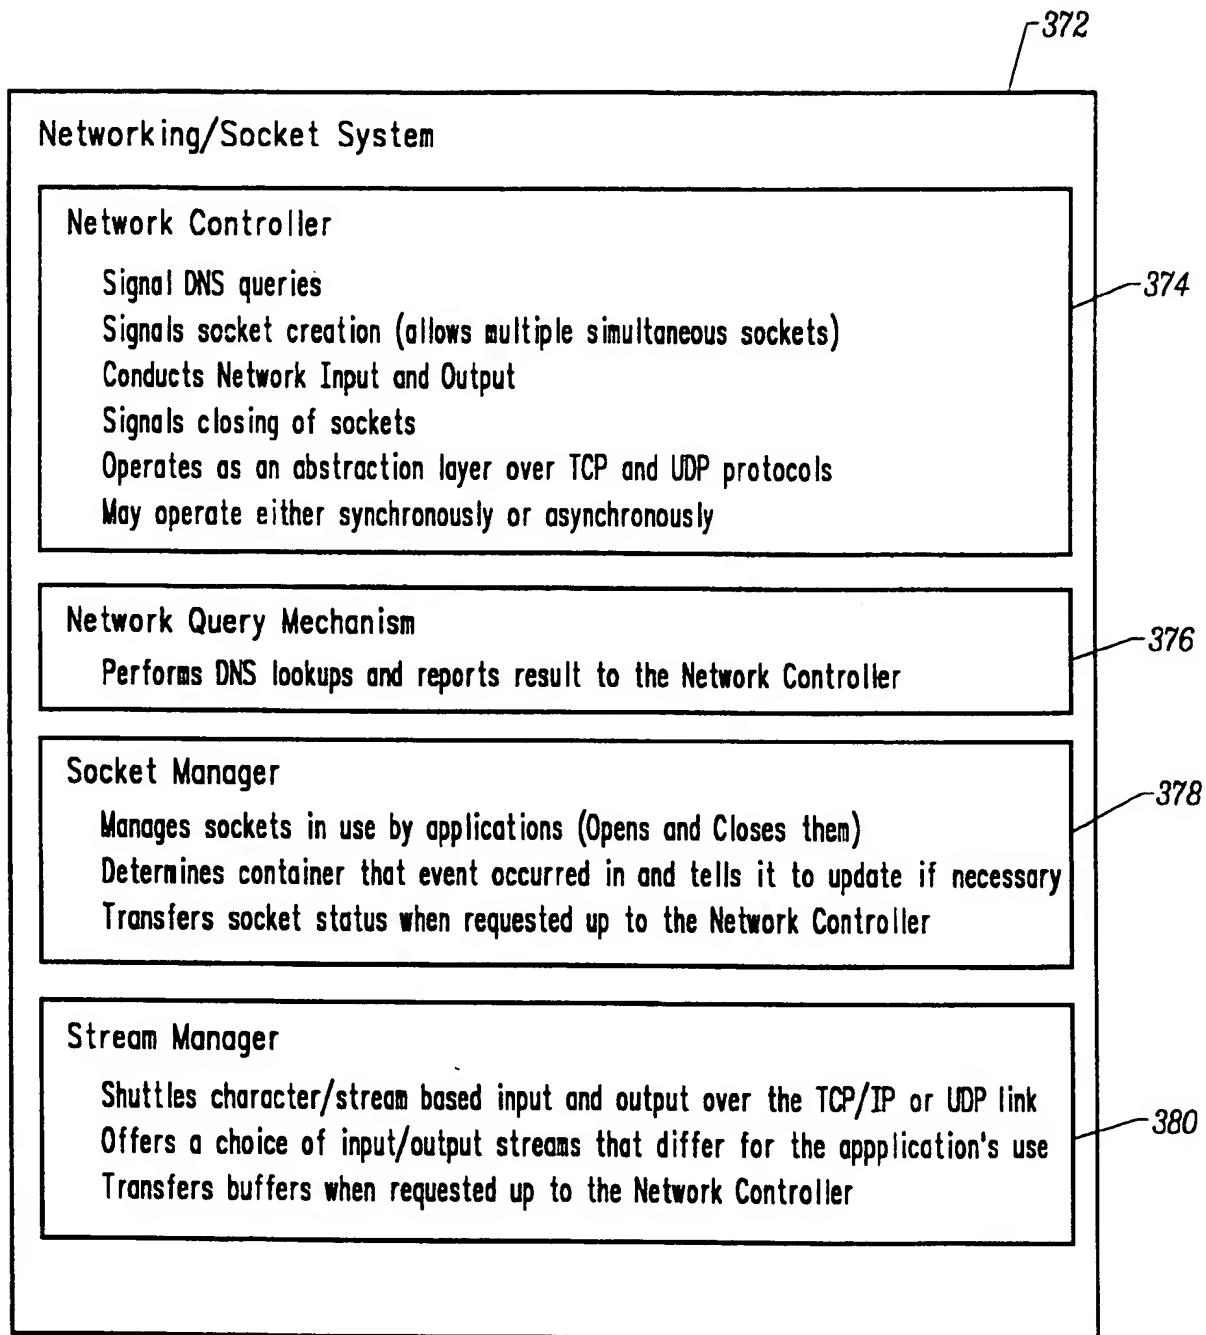 372
Networking/Socket System
Network Controller
Signal DNS queries
374
Signals socket creation (allows multiple simultaneous sockets)
Conducts Network Input and Output
Signals closing of sockets
Operates as an abstraction layer over TCP and UDP protocols
May operate either synchronously or asynchronously
Network Query Mechanism
376
Performs DNS lookups and reports result to the Network Controller
Socket Manager
378
Manages sockets in use by applications (Opens and Closes them)
Determines container that event occurred in and tells it to update if necessary
Transfers socket status when requested up to the Network Controller
Stream Manager
Shuttles character/stream based input and output over the TCP/IP or UDP link
380
Offers a choice of input/output streams that differ for the appplication's use
Transfers buffers when requested up to the Network Controller